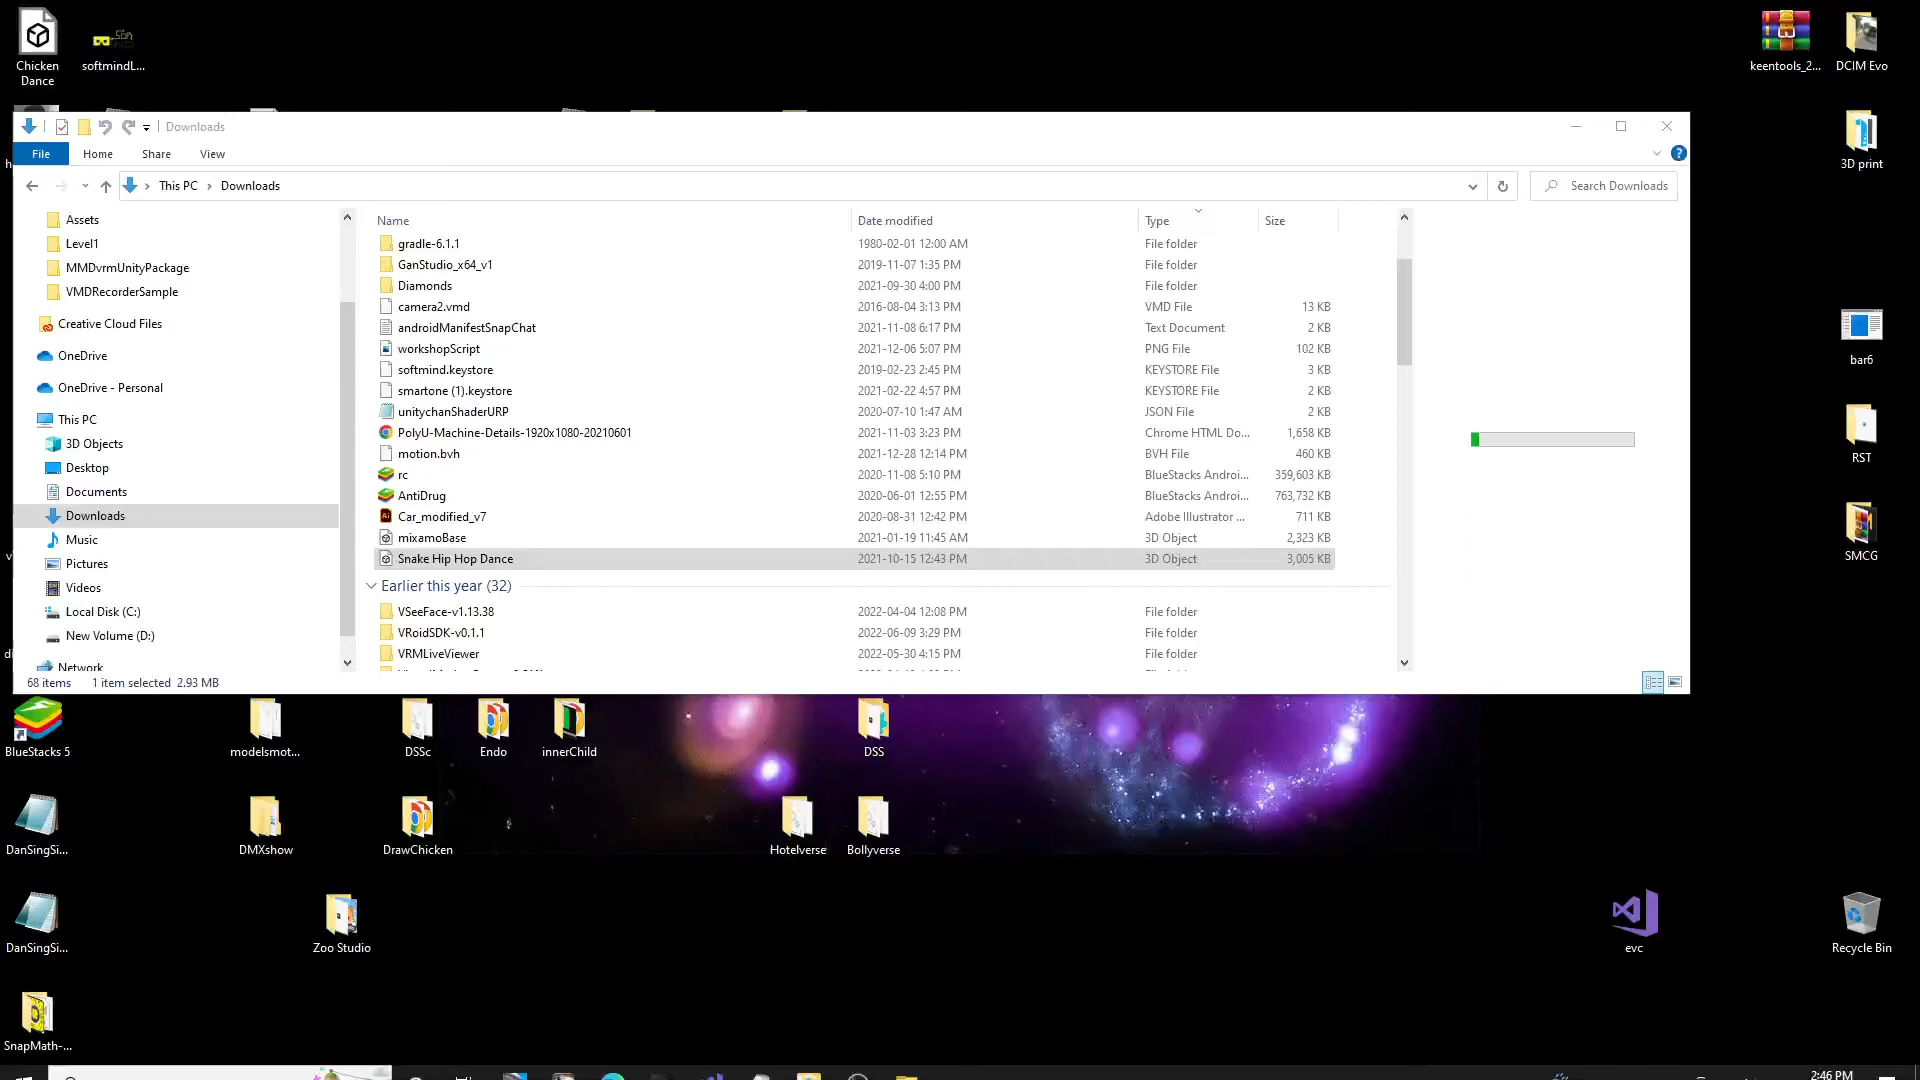 Chicken
Dance
softmindL...
keentools_2...
DCIM Evo
Downloads
File
Home
Share
View
This PC
Downloads
Search Downloads
3D print
Assets
Level1
MMDvrmUnityPackage
VMDRecorderSample
Creative Cloud Files
OneDrive
OneDrive - Personal
This PC
3D Objects
Desktop
Documents
Downloads
Music
Pictures
Videos
Local Disk (C:)
New Volume (D:)
Network
Name Date modified Type Size
gradle-6.1.1 1980-02-01 12:00 AM File folder
GanStudio_x64_v1 2019-11-07 1:35 PM File folder
Diamonds 2021-09-30 4:00 PM File folder
camera2.vmd 2016-08-04 3:13 PM VMD File 13 KB
androidManifestSnapChat 2021-11-08 6:17 PM Text Document 2 KB
workshopScript 2021-12-06 5:07 PM PNG File 102 KB
softmind.keystore 2019-02-23 2:45 PM KEYSTORE File 3 KB
smartone (1).keystore 2021-02-22 4:57 PM KEYSTORE File 2 KB
unitychanShaderURP 2020-07-10 1:47 AM JSON File 2 KB
PolyU-Machine-Details-1920x1080-20210601 2021-11-03 3:23 PM Chrome HTML Do... 1,658 KB
motion.bvh 2021-12-28 12:14 PM BVH File 460 KB
rc 2020-11-08 5:10 PM BlueStacks Androi... 359,603 KB
AntiDrug 2020-06-01 12:55 PM BlueStacks Androi... 763,732 KB
Car_modified_v7 2020-08-31 12:42 PM Adobe Illustrator ... 711 KB
mixamoBase 2021-01-19 11:45 AM 3D Object 2,323 KB
Snake Hip Hop Dance 2021-10-15 12:43 PM 3D Object 3,005 KB
Earlier this year (32)
VSeeFace-v1.13.38 2022-04-04 12:08 PM File folder
VRoidSDK-v0.1.1 2022-06-09 3:29 PM File folder
VRMLiveViewer 2022-05-30 4:15 PM File folder
68 items 1 item selected 2.93 MB
bar6
RST
SMCG
BlueStacks 5
modelsmot...
DSSc
Endo
innerChild
DSS
DanSingSi...
DMXshow
DrawChicken
Hotelverse
Bollyverse
DanSingSi...
Zoo Studio
evc
Recycle Bin
SnapMath-...
2:46 PM